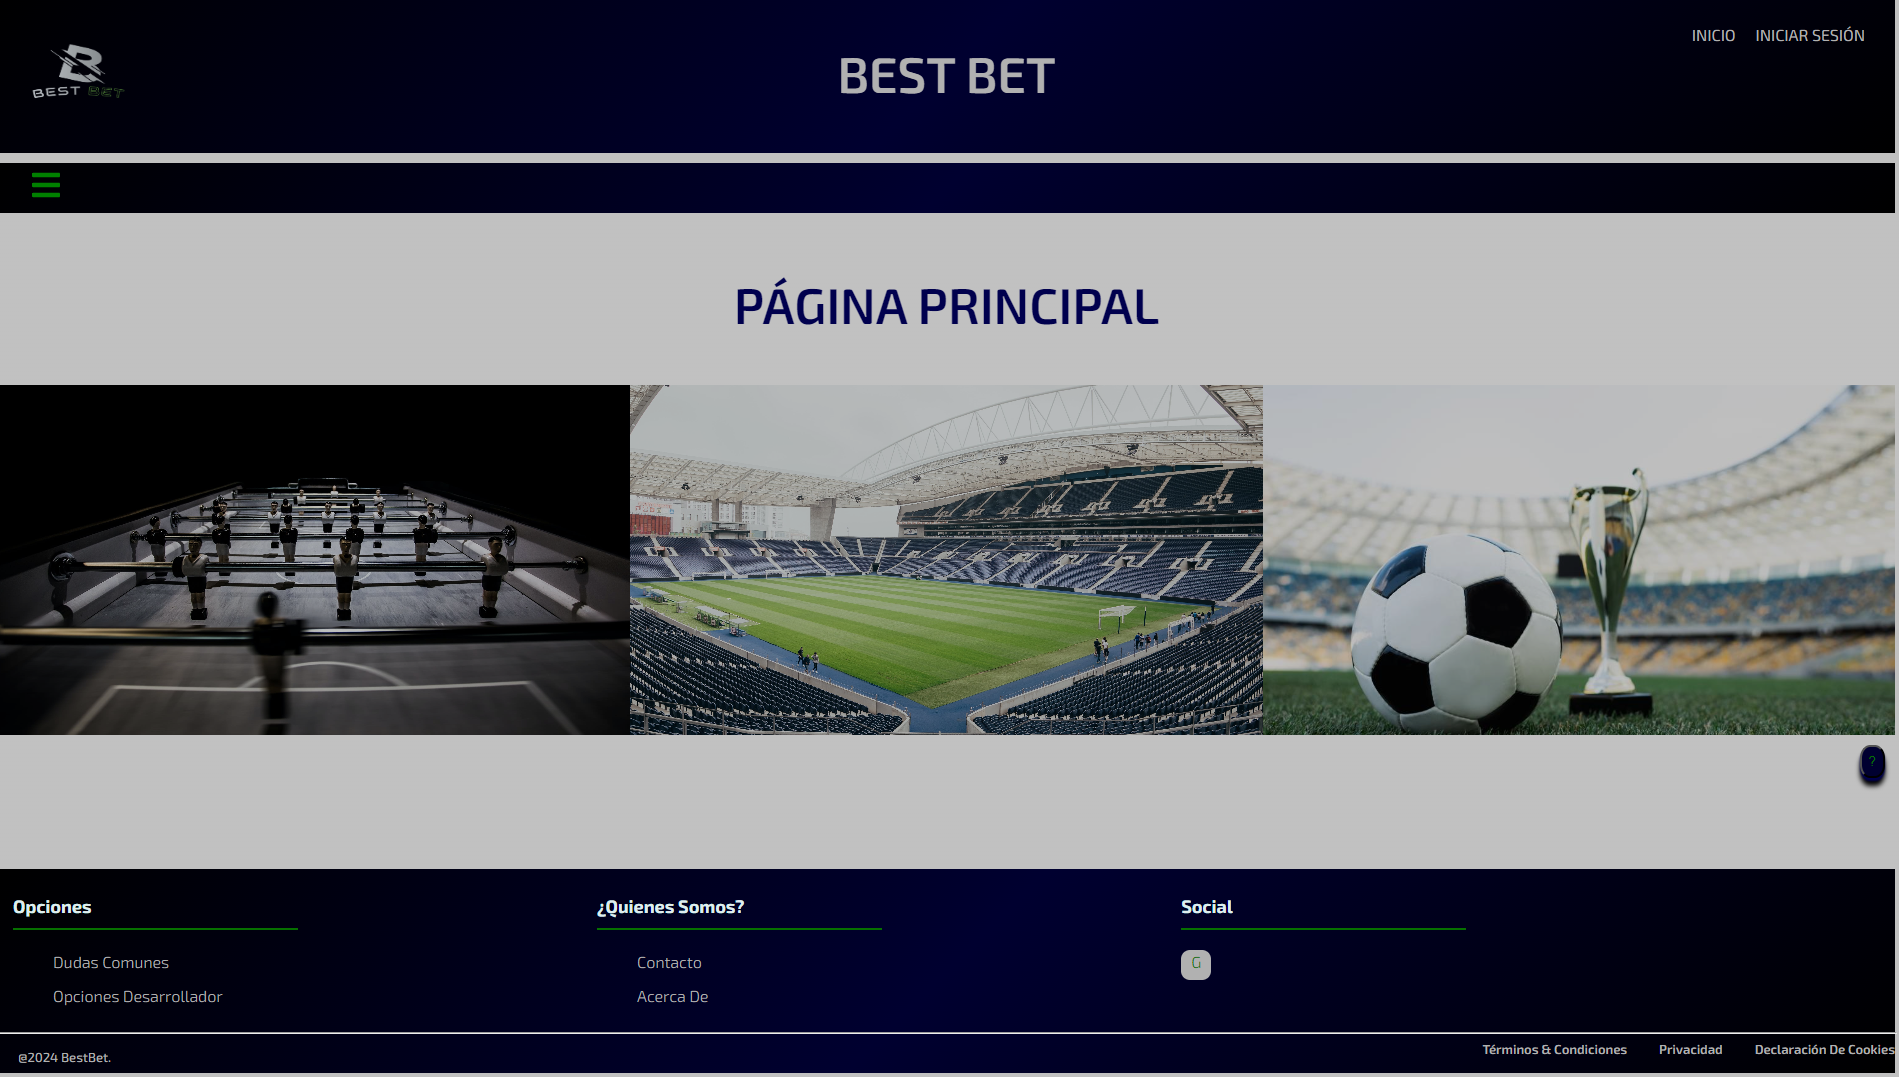 INICIO INICIAR SESIÓN
BEST BET
BEST BET
PÁGINA PRINCIPAL
?
Opciones
Dudas Comunes
Opciones Desarrollador
¿Quienes Somos?
Contacto
Acerca De
Social
G
@2024 BestBet.
Términos & Condiciones Privacidad Declaración De Cookies